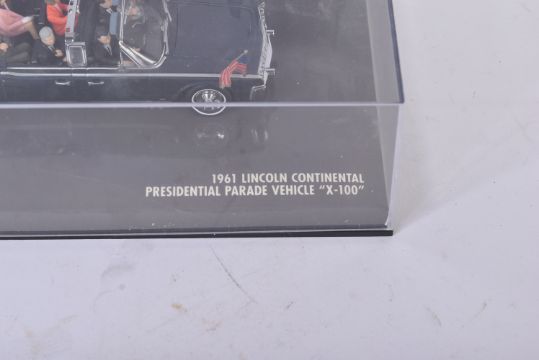 1961 LINCOLN CONTINENTAL
PRESIDENTIAL PARADE VEHICLE "X-100"